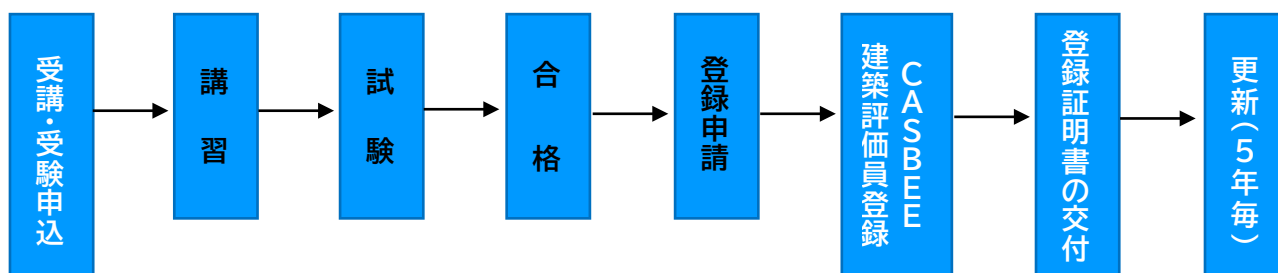 受講・受験申込
講習
試験
合格
登録申請
CASBEE
建築評価員登録
登録証明書の交付
更新(5年毎)